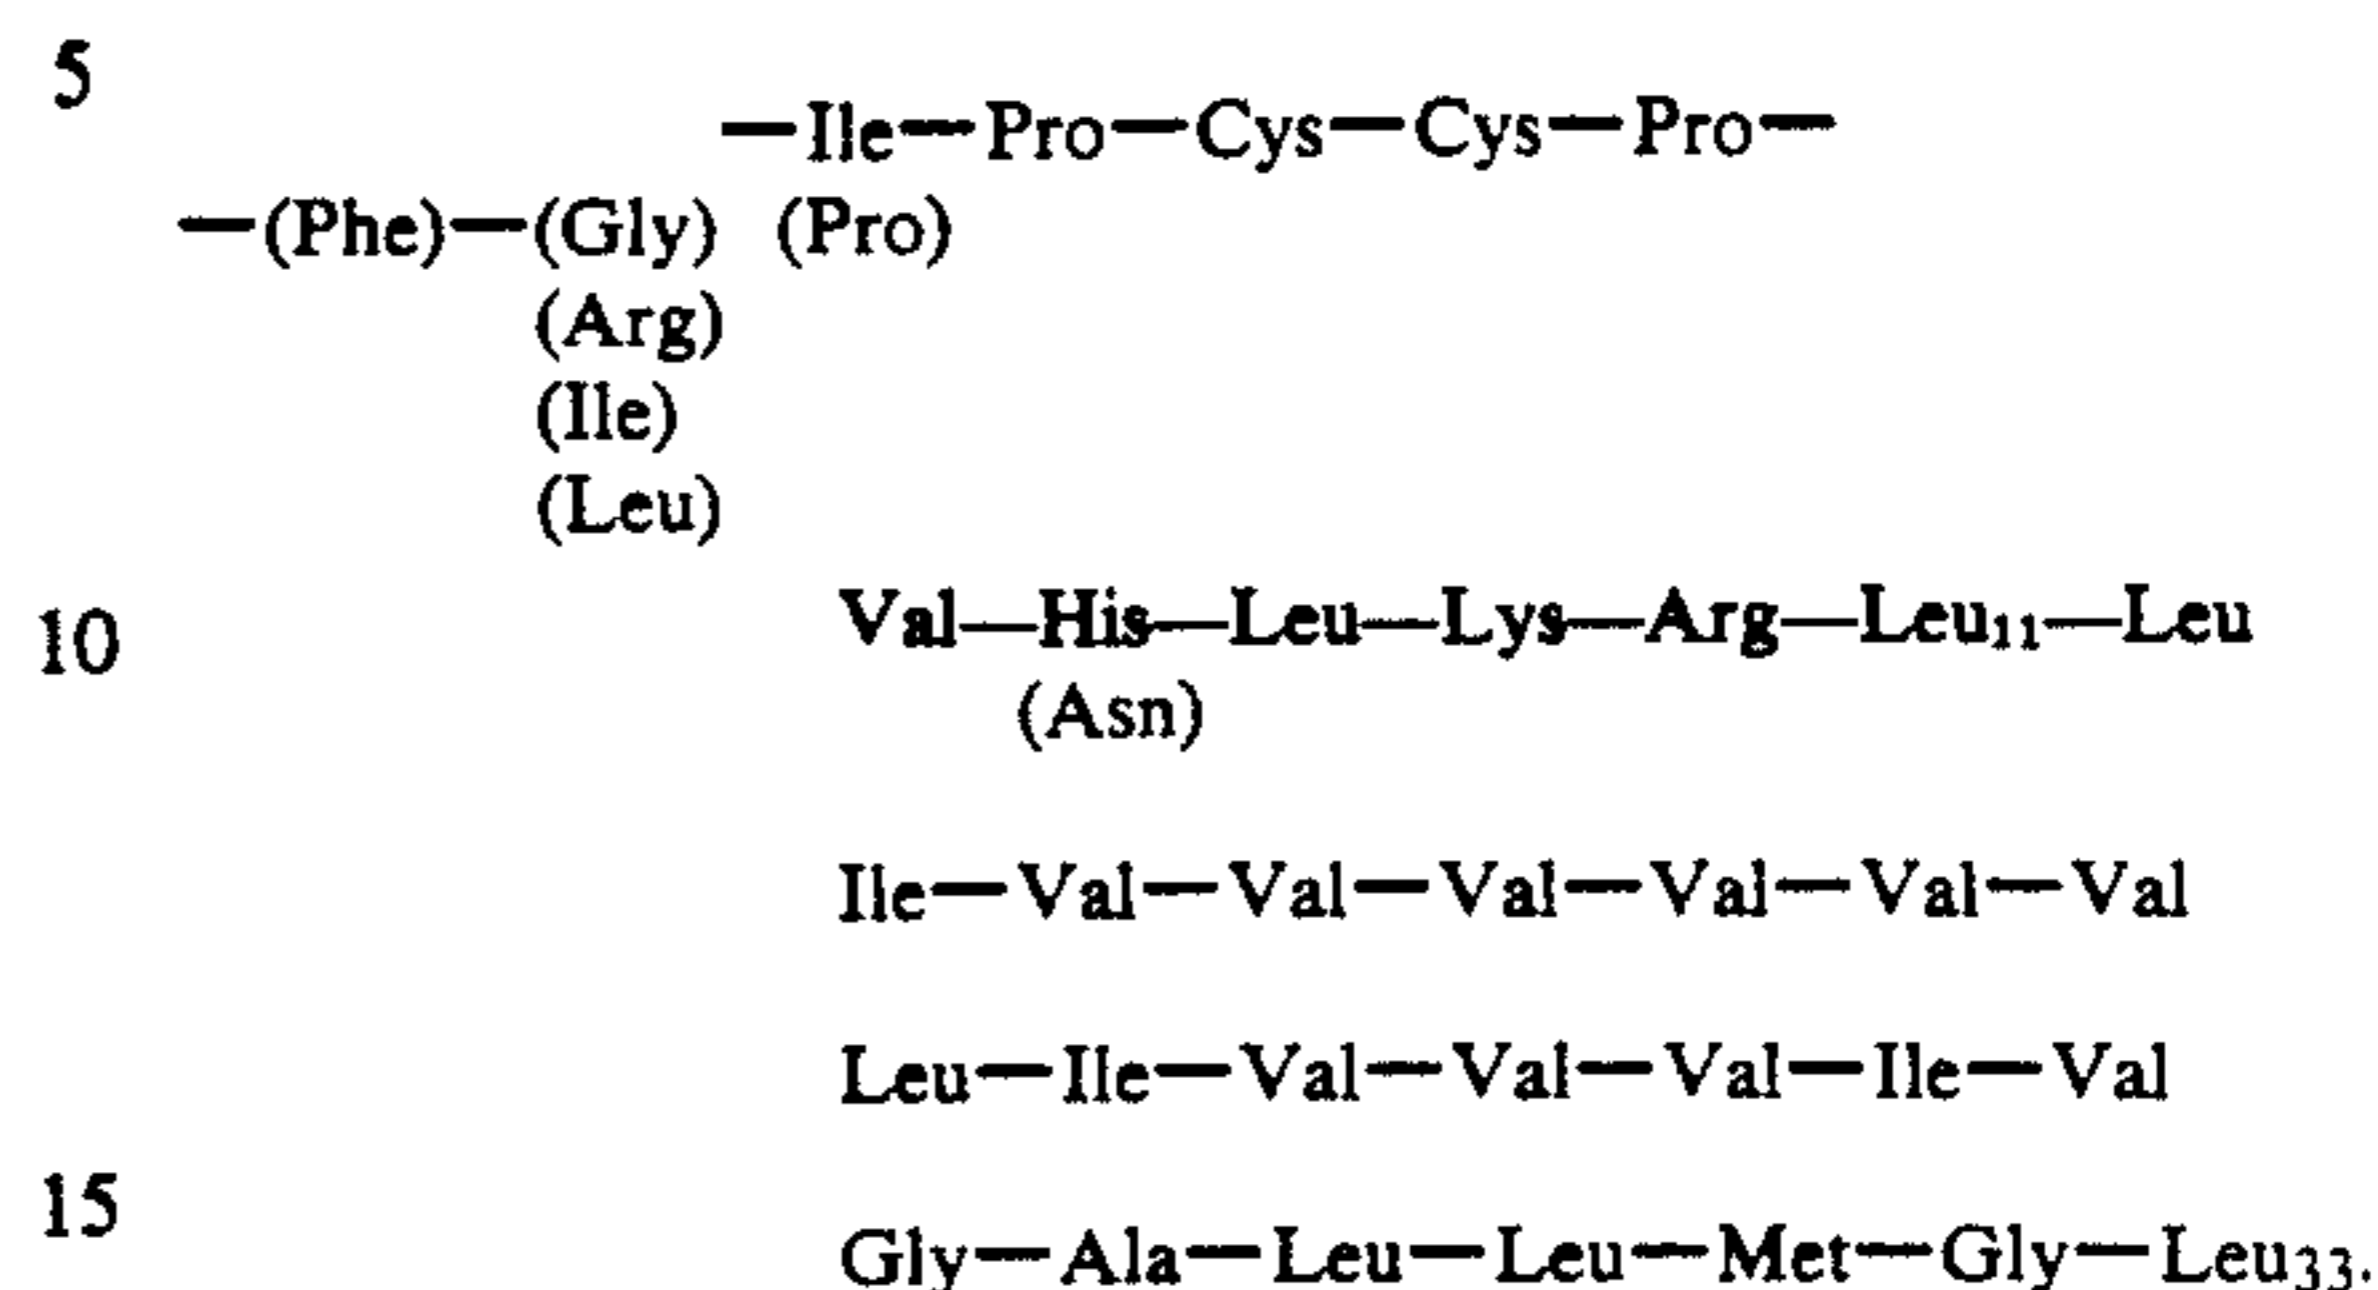 5
—Ile—Pro—Cys—Cys—Pro—
—(Phe)—(Gly) (Pro)
(Arg)
(Ile)
(Leu)
10 Val—His—Leu—Lys—Arg—Leu₁₁—Leu
(Asn)
Ile—Val—Val—Val—Val—Val—Val
Leu—Ile—Val—Val—Val—Ile—Val
15
Gly—Ala—Leu—Leu—Met—Gly—Leu₃₃.